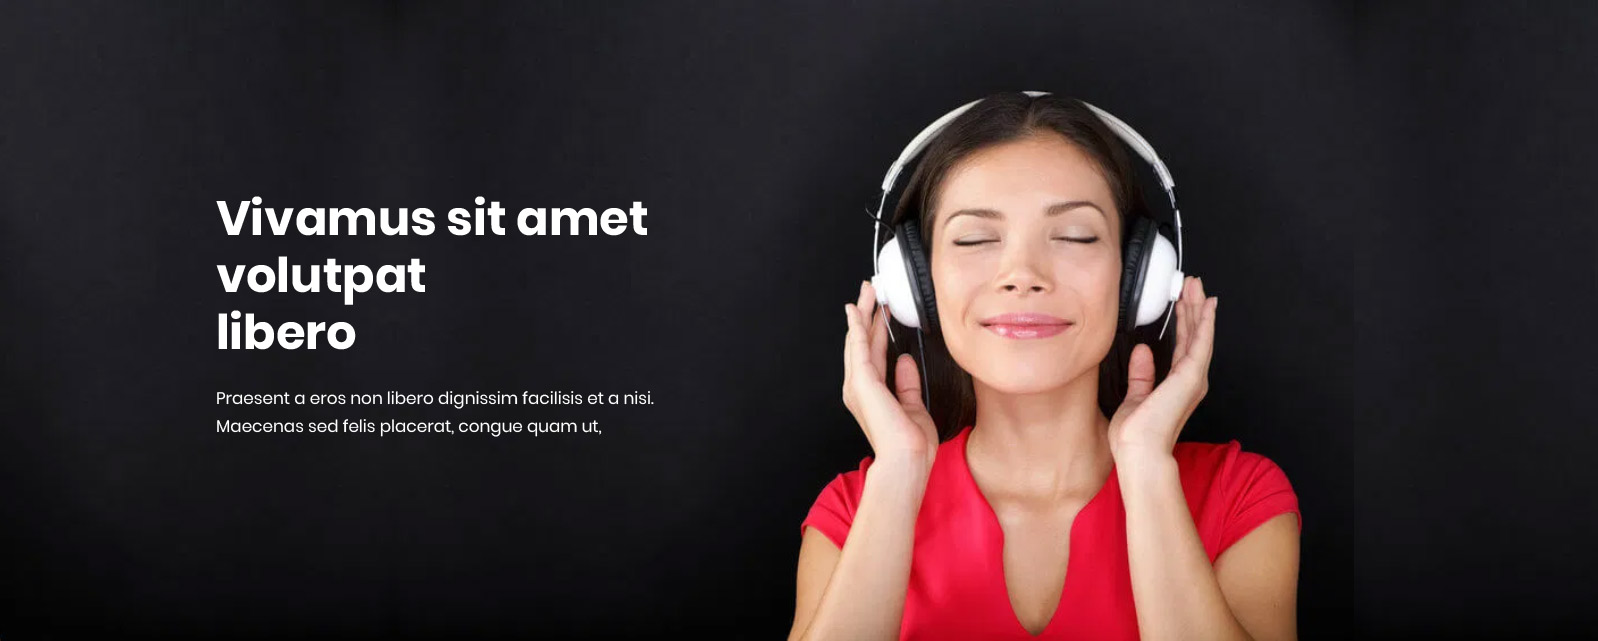 Vivamus sit amet
volutpat
libero
Praesent a eros non libero dignissim facilisis et a nisi.
Maecenas sed felis placerat, congue quam ut,